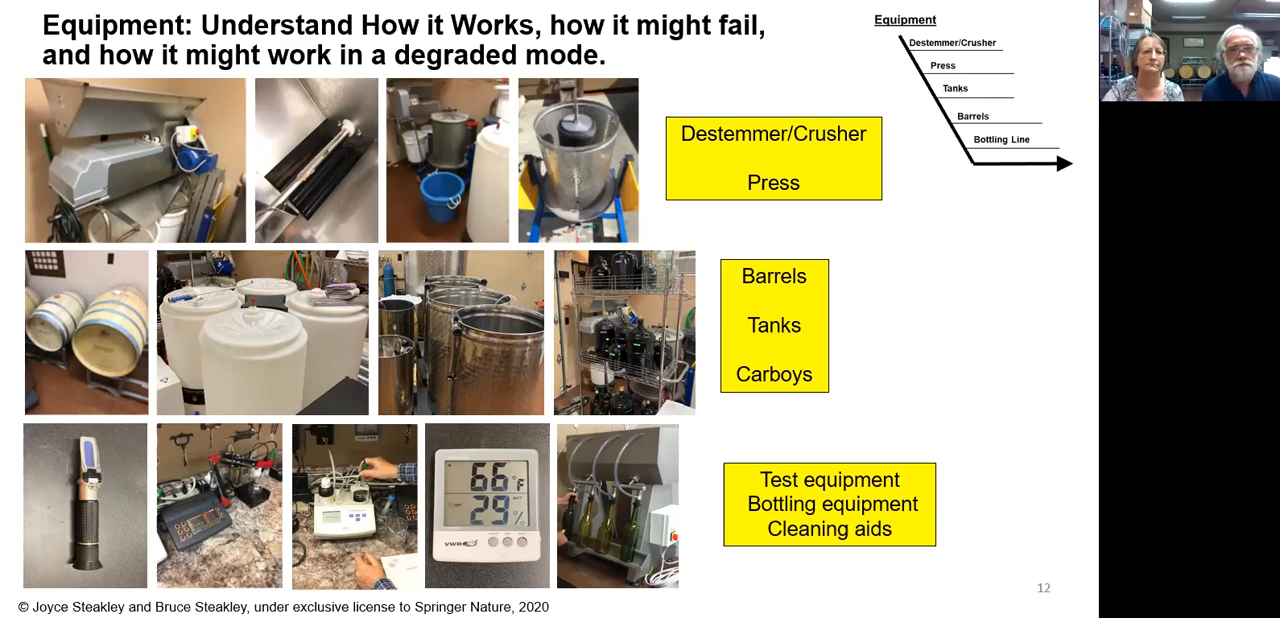 Equipment: Understand How it Works, how it might fail,
and how it might work in a degraded mode.
Equipment
Destemmer/Crusher
Press
Tanks
Barrels
Bottling Line
Destemmer/Crusher
Press
Barrels
Tanks
Carboys
66°F
29%
VWR
Test equipment
Bottling equipment
Cleaning aids
12
© Joyce Steakley and Bruce Steakley, under exclusive license to Springer Nature, 2020